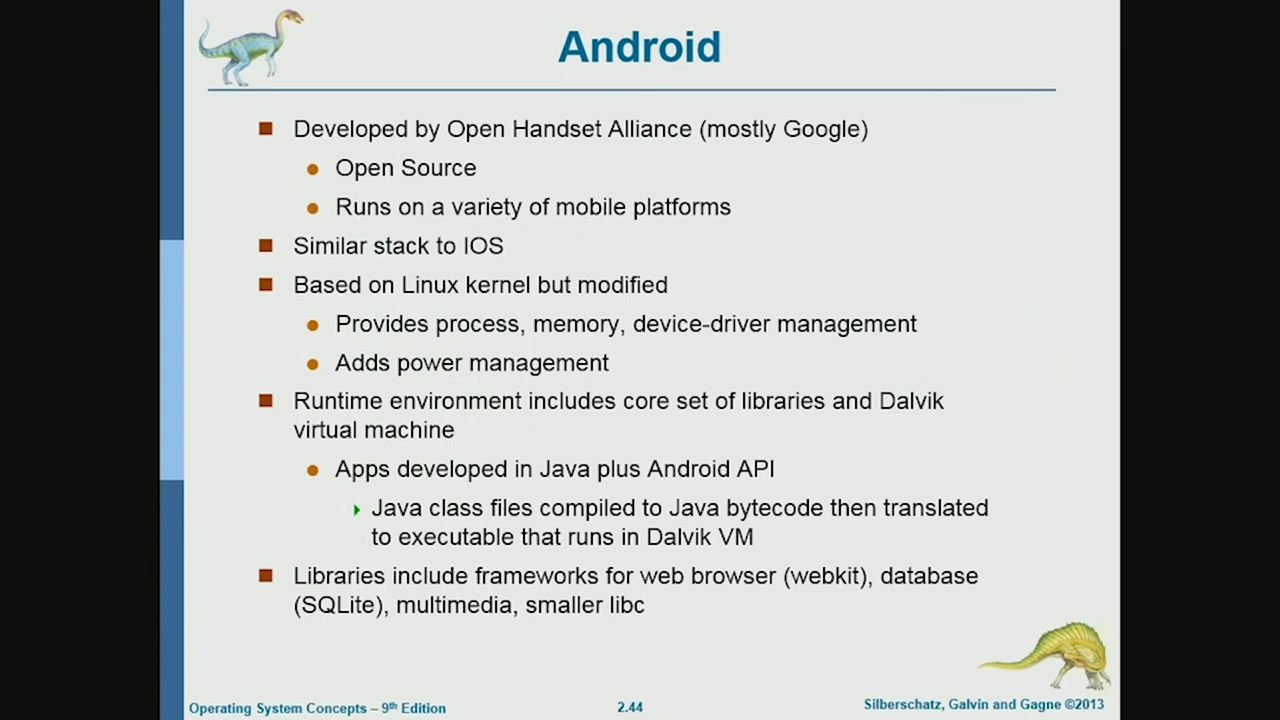 Android
Developed by Open Handset Alliance (mostly Google)
Open Source
Runs on a variety of mobile platforms
Similar stack to IOS
Based on Linux kernel but modified
Provides process, memory, device-driver management
Adds power management
Runtime environment includes core set of libraries and Dalvik
virtual machine
Apps developed in Java plus Android API
Java class files compiled to Java bytecode then translated
to executable that runs in Dalvik VM
Libraries include frameworks for web browser (webkit), database
(SQLite), multimedia, smaller libc
Operating System Concepts – 9th Edition
2.44
Silberschatz, Galvin and Gagne ©2013